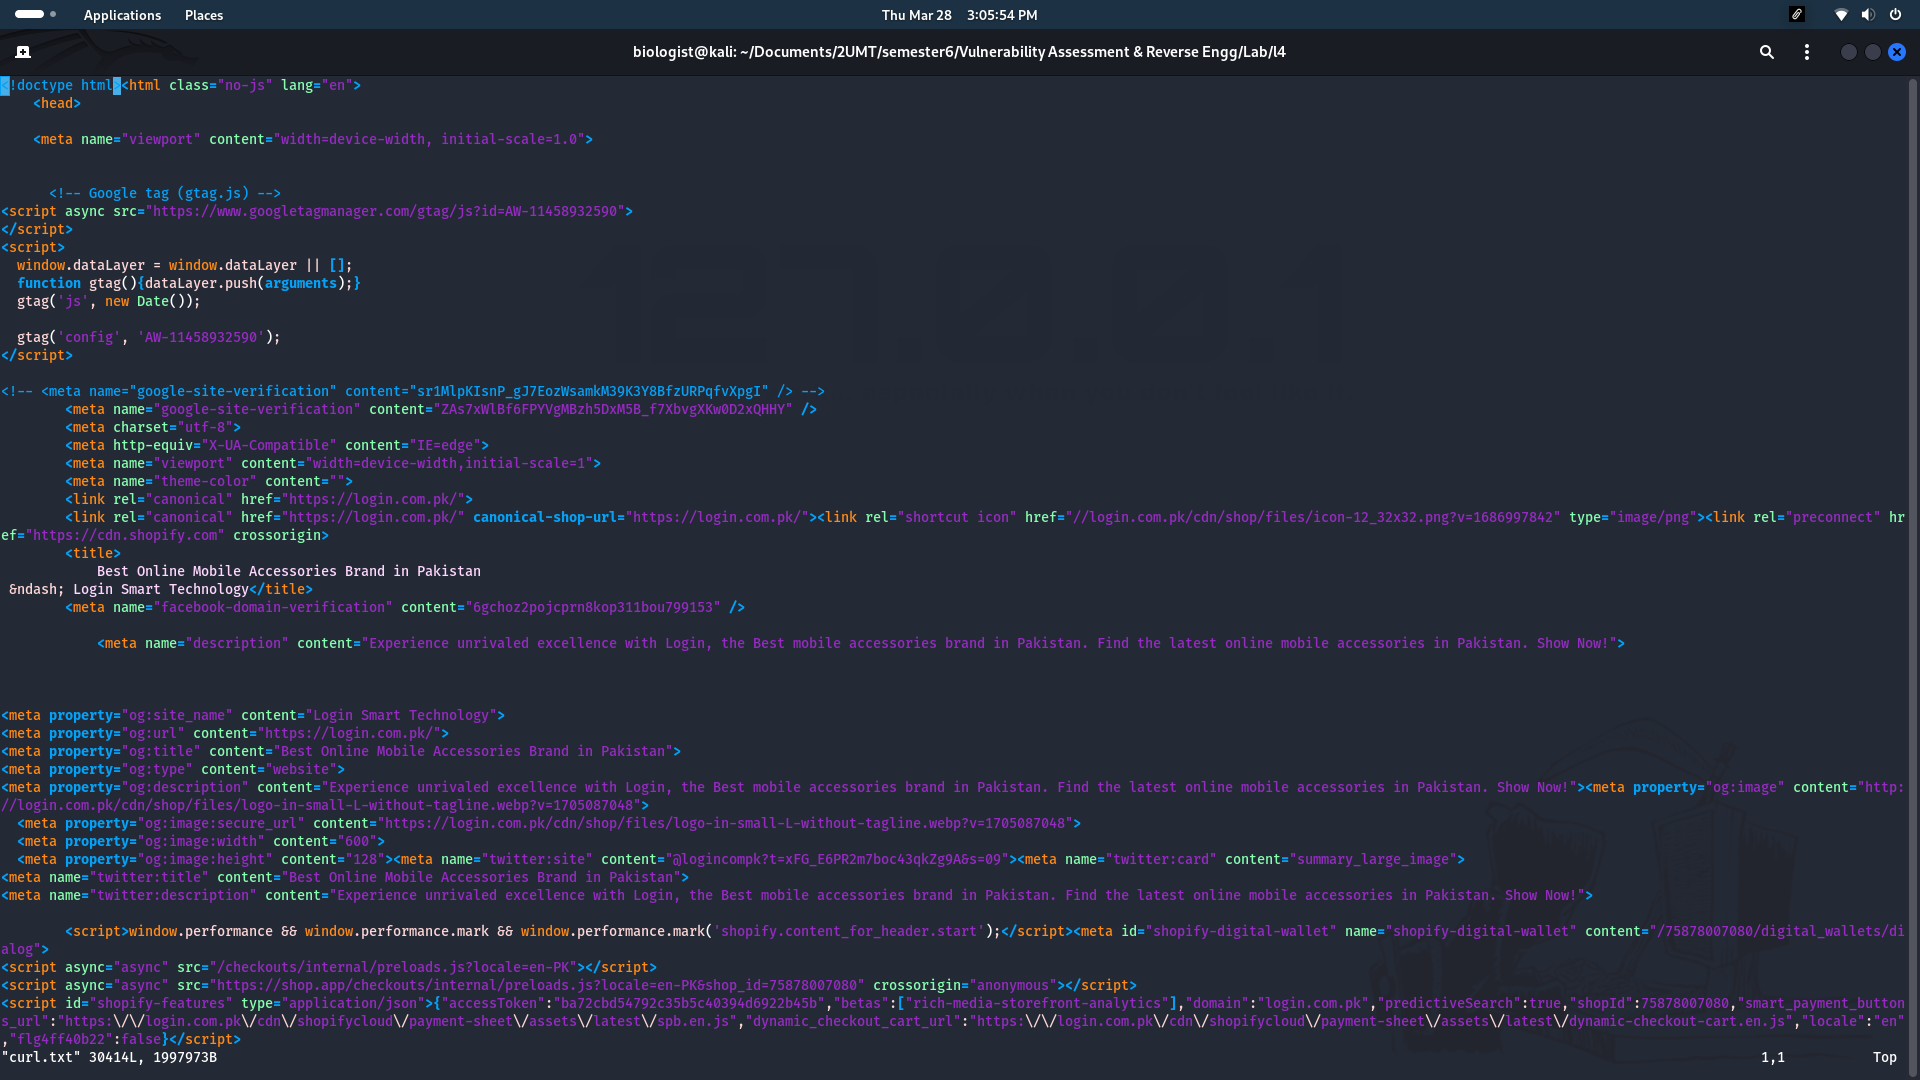 Applications Places Thu Mar 28 3:05:54 PM
biologist@kali: ~/Documents/2UMT/semester6/Vulnerability Assessment & Reverse Engg/Lab/l4
<!doctype html><html class="no-js" lang="en">
<head>
<meta name="viewport" content="width=device-width, initial-scale=1.0">
<!-- Google tag (gtag.js) -->
<script async src="https://www.googletagmanager.com/gtag/js?id=AW-11458932590">
</script>
<script>
window.dataLayer = window.dataLayer || [];
function gtag(){dataLayer.push(arguments);}
gtag('js', new Date());
gtag('config', 'AW-11458932590');
</script>
<!-- <meta name="google-site-verification" content="sr1MlpKIsnP_gJ7EozWsamkM39K3Y8BfzURPqfvXpgI" /> -->
<meta name="google-site-verification" content="ZAs7xWlBf6FPYVgMBzh5DxM5B_f7XbvgXKw0D2xQHHY" />
<meta charset="utf-8">
<meta http-equiv="X-UA-Compatible" content="IE=edge">
<meta name="viewport" content="width=device-width,initial-scale=1">
<meta name="theme-color" content="">
<link rel="canonical" href="https://login.com.pk/">
<link rel="canonical" href="https://login.com.pk/" canonical-shop-url="https://login.com.pk/"><link rel="shortcut icon" href="//login.com.pk/cdn/shop/files/icon-12_32x32.png?v=1686997842" type="image/png"><link rel="preconnect" hr
ef="https://cdn.shopify.com" crossorigin>
<title>
Best Online Mobile Accessories Brand in Pakistan
&ndash; Login Smart Technology</title>
<meta name="facebook-domain-verification" content="6gchoz2pojcprn8kop311bou799153" />
<meta name="description" content="Experience unrivaled excellence with Login, the Best mobile accessories brand in Pakistan. Find the latest online mobile accessories in Pakistan. Show Now!">
<meta property="og:site_name" content="Login Smart Technology">
<meta property="og:url" content="https://login.com.pk/">
<meta property="og:title" content="Best Online Mobile Accessories Brand in Pakistan">
<meta property="og:type" content="website">
<meta property="og:description" content="Experience unrivaled excellence with Login, the Best mobile accessories brand in Pakistan. Find the latest online mobile accessories in Pakistan. Show Now!"><meta property="og:image" content="http:
//login.com.pk/cdn/shop/files/logo-in-small-L-without-tagline.webp?v=1705087048">
<meta property="og:image:secure_url" content="https://login.com.pk/cdn/shop/files/logo-in-small-L-without-tagline.webp?v=1705087048">
<meta property="og:image:width" content="600">
<meta property="og:image:height" content="128"><meta name="twitter:site" content="@logincompk?t=xFG_E6PR2m7boc43qkZg9A&s=09"><meta name="twitter:card" content="summary_large_image">
<meta name="twitter:title" content="Best Online Mobile Accessories Brand in Pakistan">
<meta name="twitter:description" content="Experience unrivaled excellence with Login, the Best mobile accessories brand in Pakistan. Find the latest online mobile accessories in Pakistan. Show Now!">
<script>window.performance && window.performance.mark && window.performance.mark('shopify.content_for_header.start');</script><meta id="shopify-digital-wallet" name="shopify-digital-wallet" content="/75878007080/digital_wallets/di
alog">
<script async="async" src="/checkouts/internal/preloads.js?locale=en-PK"></script>
<script async="async" src="https://shop.app/checkouts/internal/preloads.js?locale=en-PK&shop_id=75878007080" crossorigin="anonymous"></script>
<script id="shopify-features" type="application/json">{"accessToken":"ba72cbd54792c35b5c40394d6922b45b","betas":["rich-media-storefront-analytics"],"domain":"login.com.pk","predictiveSearch":true,"shopId":75878007080,"smart_payment_button
s_url":"https:\/\/login.com.pk\/cdn\/shopifycloud\/payment-sheet\/assets\/latest\/spb.en.js","dynamic_checkout_cart_url":"https:\/\/login.com.pk\/cdn\/shopifycloud\/payment-sheet\/assets\/latest\/dynamic-checkout-cart.en.js","locale":"en"
,"flg4ff40b22":false}</script>
"curl.txt" 30414L, 1997973B 1,1 Top